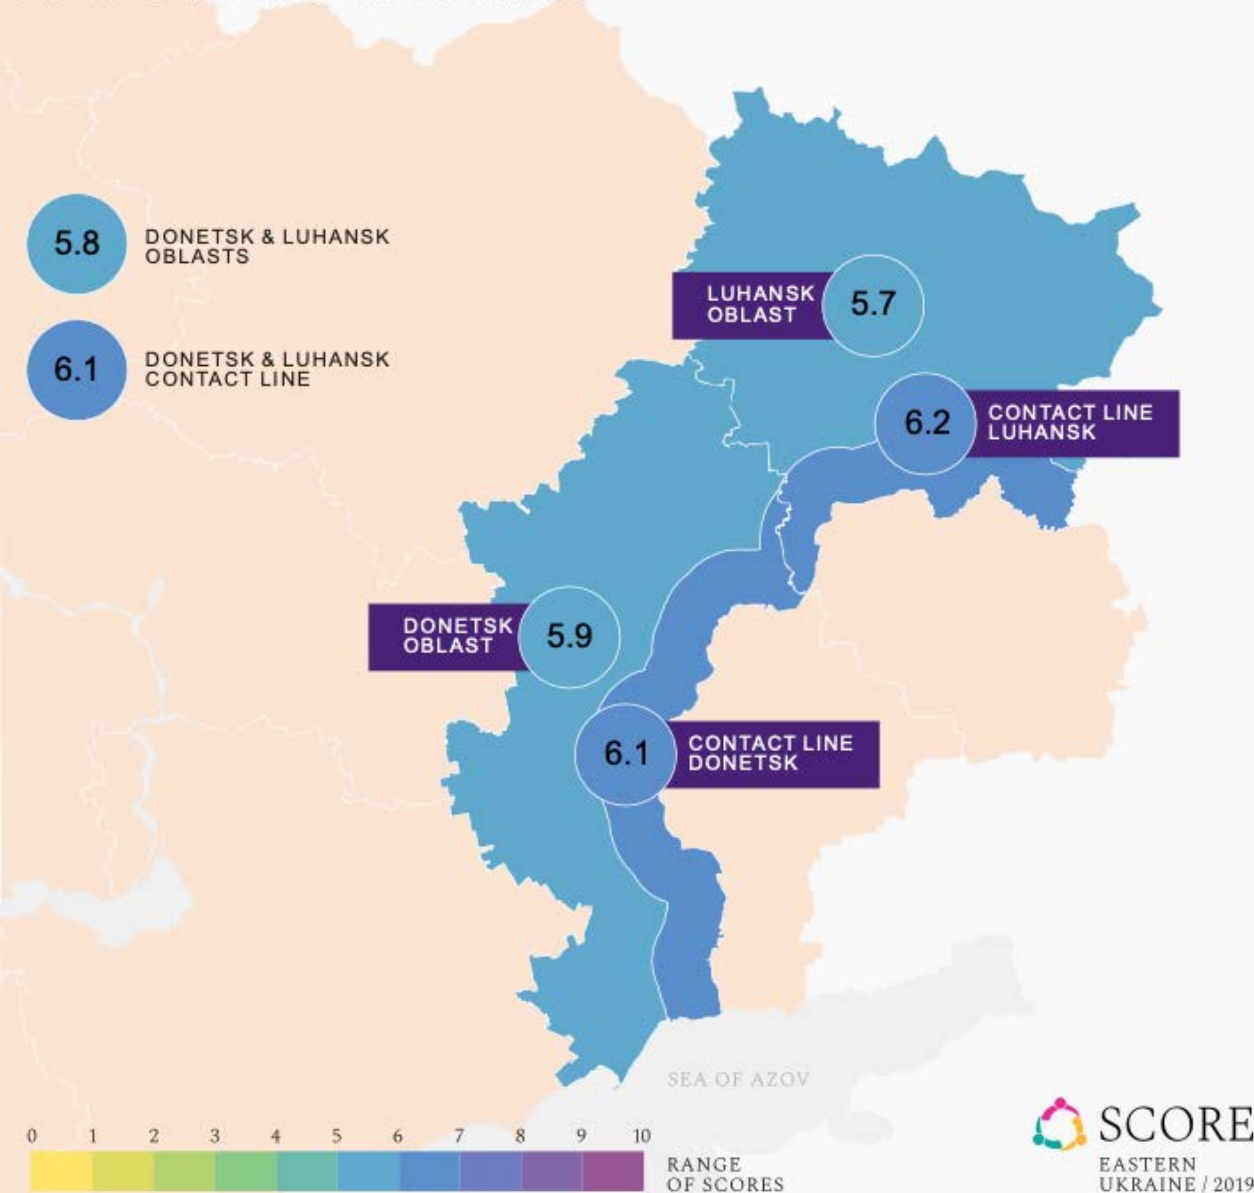 5.8
DONETSK & LUHANSK
OBLASTS
6.1
DONETSK & LUHANSK
CONTACT LINE
LUHANSK
OBLAST
5.7
6.2
CONTACT LINE
LUHANSK
DONETSK
OBLAST
5.9
6.1
CONTACT LINE
DONETSK
SEA OF AZOV
0 1 2 3 4 5 6 7 8 9 10
RANGE
OF SCORES
SCORE
EASTERN
UKRAINE / 2019